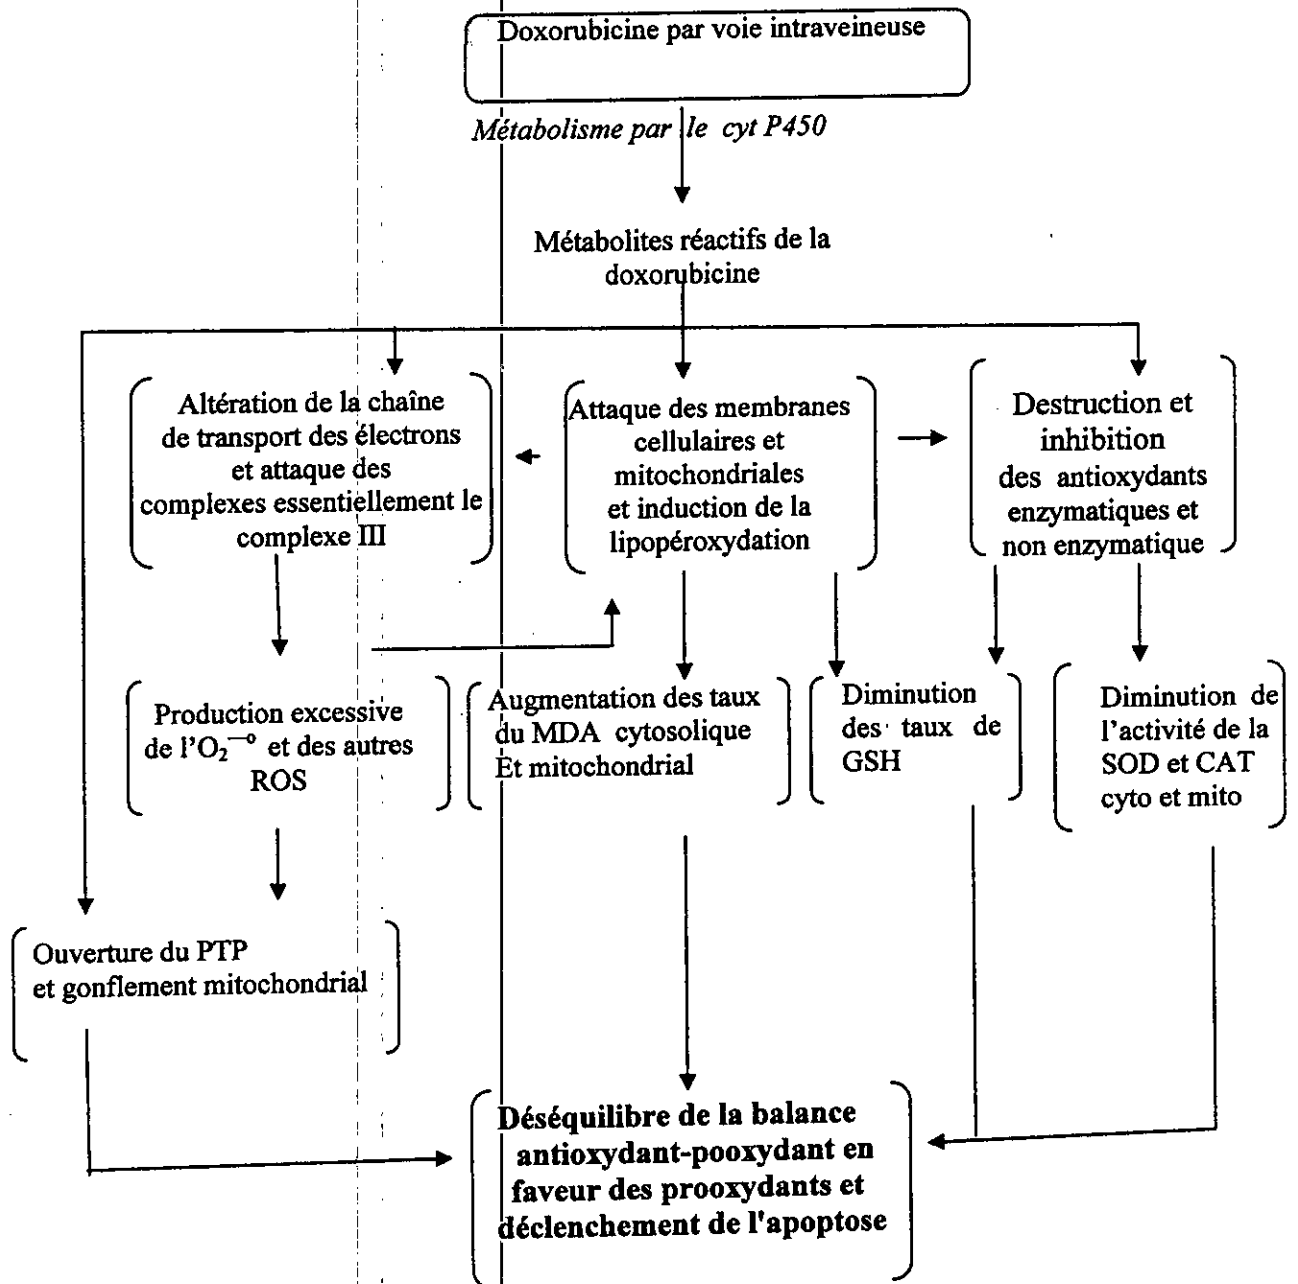 Doxorubicine par voie intraveineuse
Métabolisme par le cyt P450
Métabolites réactifs de la
doxorubicine
Altération de la chaîne
de transport des électrons
et attaque des
complexes essentiellement le
complexe III
Attaque des membranes
cellulaires et
mitochondriales
et induction de la
lipopéroxydation
Destruction et
inhibition
des antioxydants
enzymatiques et
non enzymatique
Production excessive
de l'O₂⁻° et des autres
ROS
Augmentation des taux
du MDA cytosolique
Et mitochondrial
Diminution
des taux de
GSH
Diminution de
l'activité de la
SOD et CAT
cyto et mito
Ouverture du PTP
et gonflement mitochondrial
Déséquilibre de la balance
antioxydant-pooxydant en
faveur des prooxydants et
déclenchement de l'apoptose